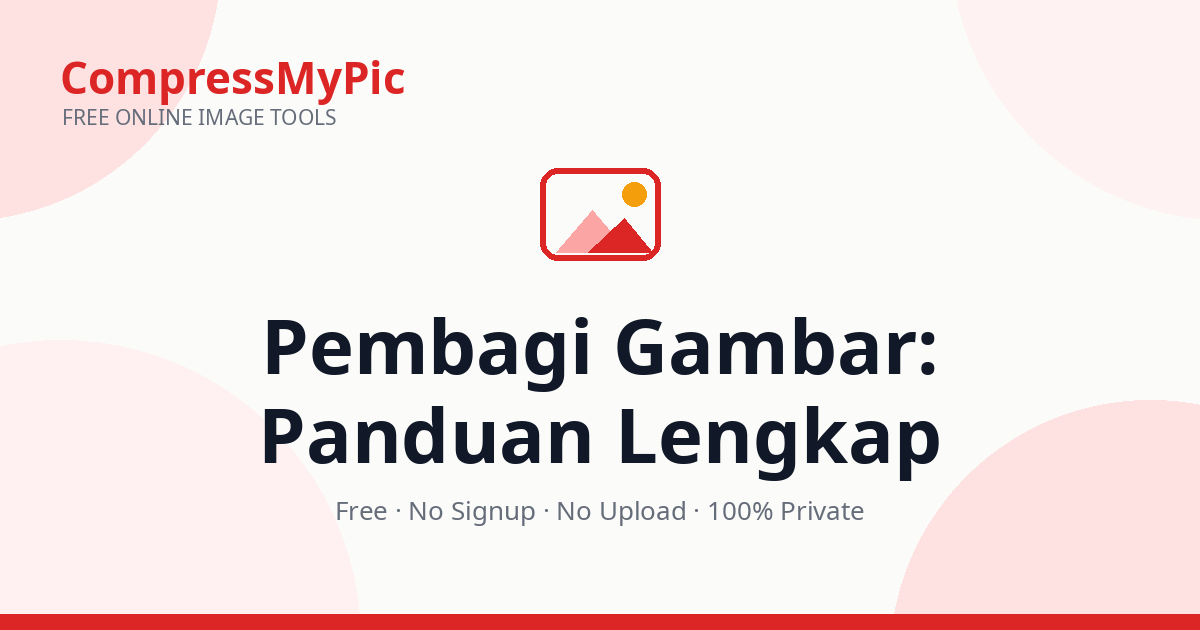 CompressMyPic
FREE ONLINE IMAGE TOOLS
Pembagi Gambar:
Panduan Lengkap
Free · No Signup · No Upload · 100% Private